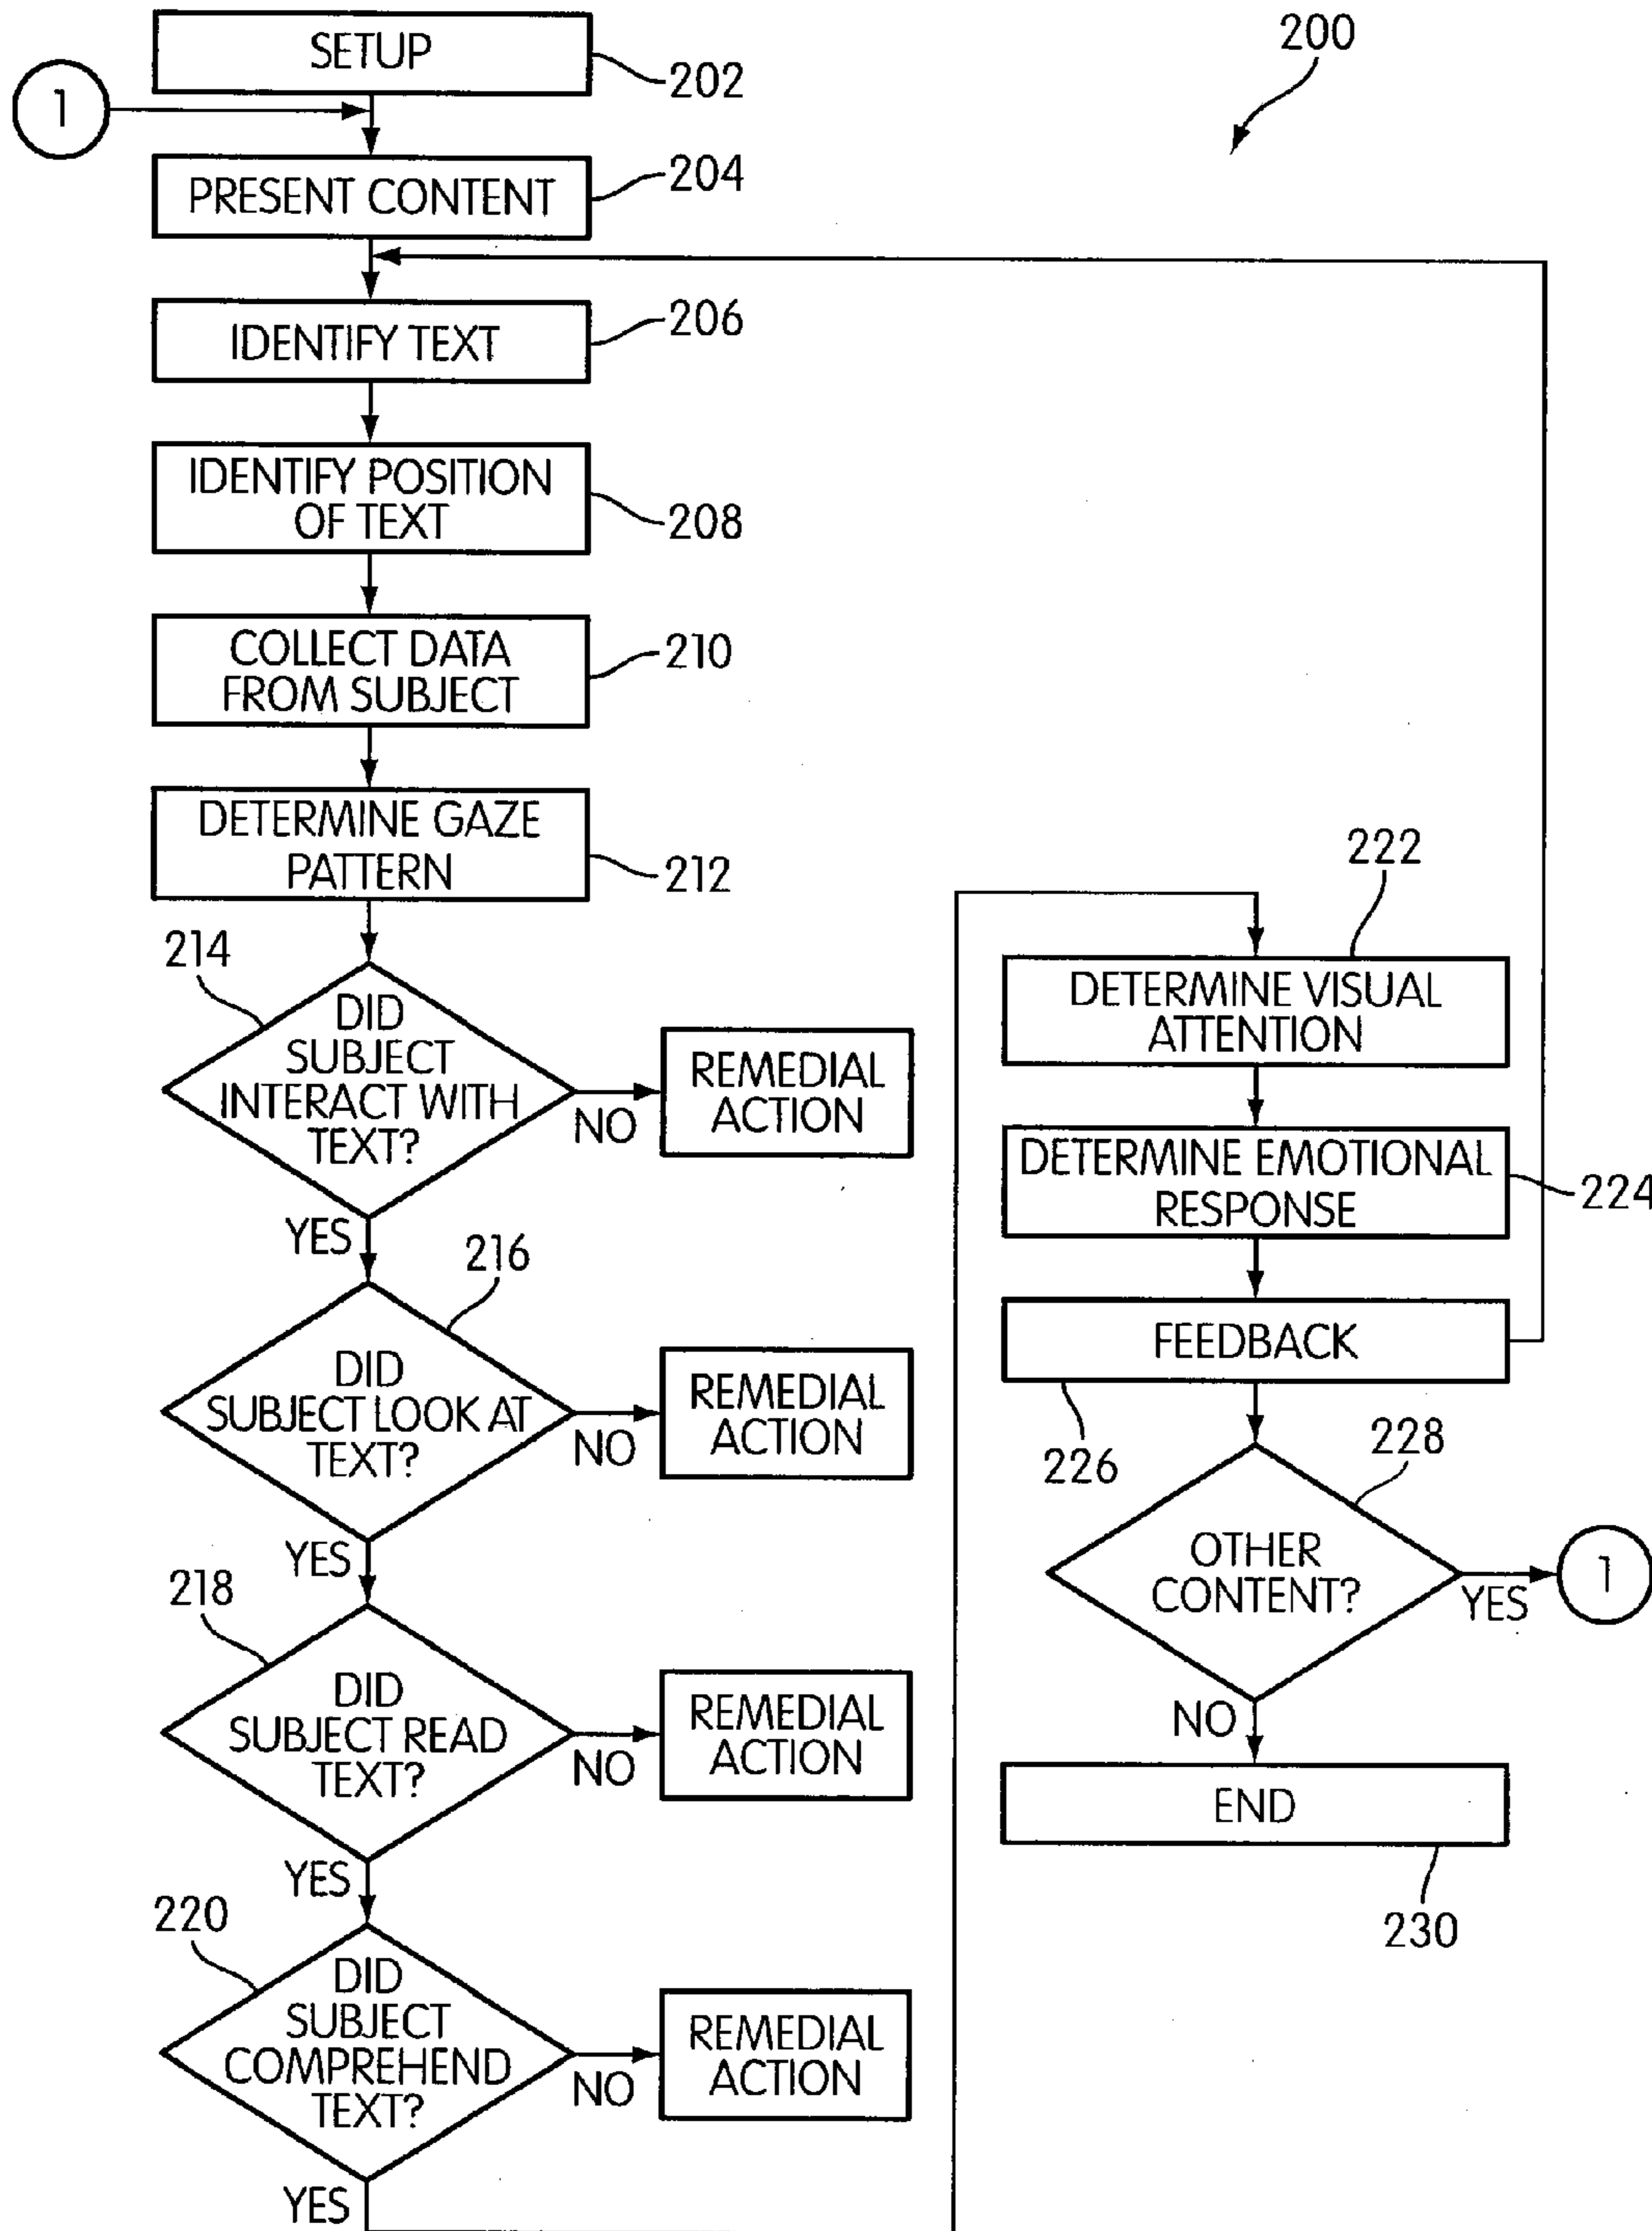 200
SETUP
202
1
PRESENT CONTENT
204
IDENTIFY TEXT
206
IDENTIFY POSITION
OF TEXT
208
COLLECT DATA
FROM SUBJECT
210
DETERMINE GAZE
PATTERN
212
214
DID
SUBJECT
INTERACT WITH
TEXT?
NO
REMEDIAL
ACTION
YES
216
DID
SUBJECT LOOK AT
TEXT?
NO
REMEDIAL
ACTION
YES
218
DID
SUBJECT READ
TEXT?
NO
REMEDIAL
ACTION
YES
220
DID
SUBJECT
COMPREHEND
TEXT?
NO
REMEDIAL
ACTION
YES
222
DETERMINE VISUAL
ATTENTION
DETERMINE EMOTIONAL
RESPONSE
224
FEEDBACK
226
228
OTHER
CONTENT?
YES
1
NO
END
230